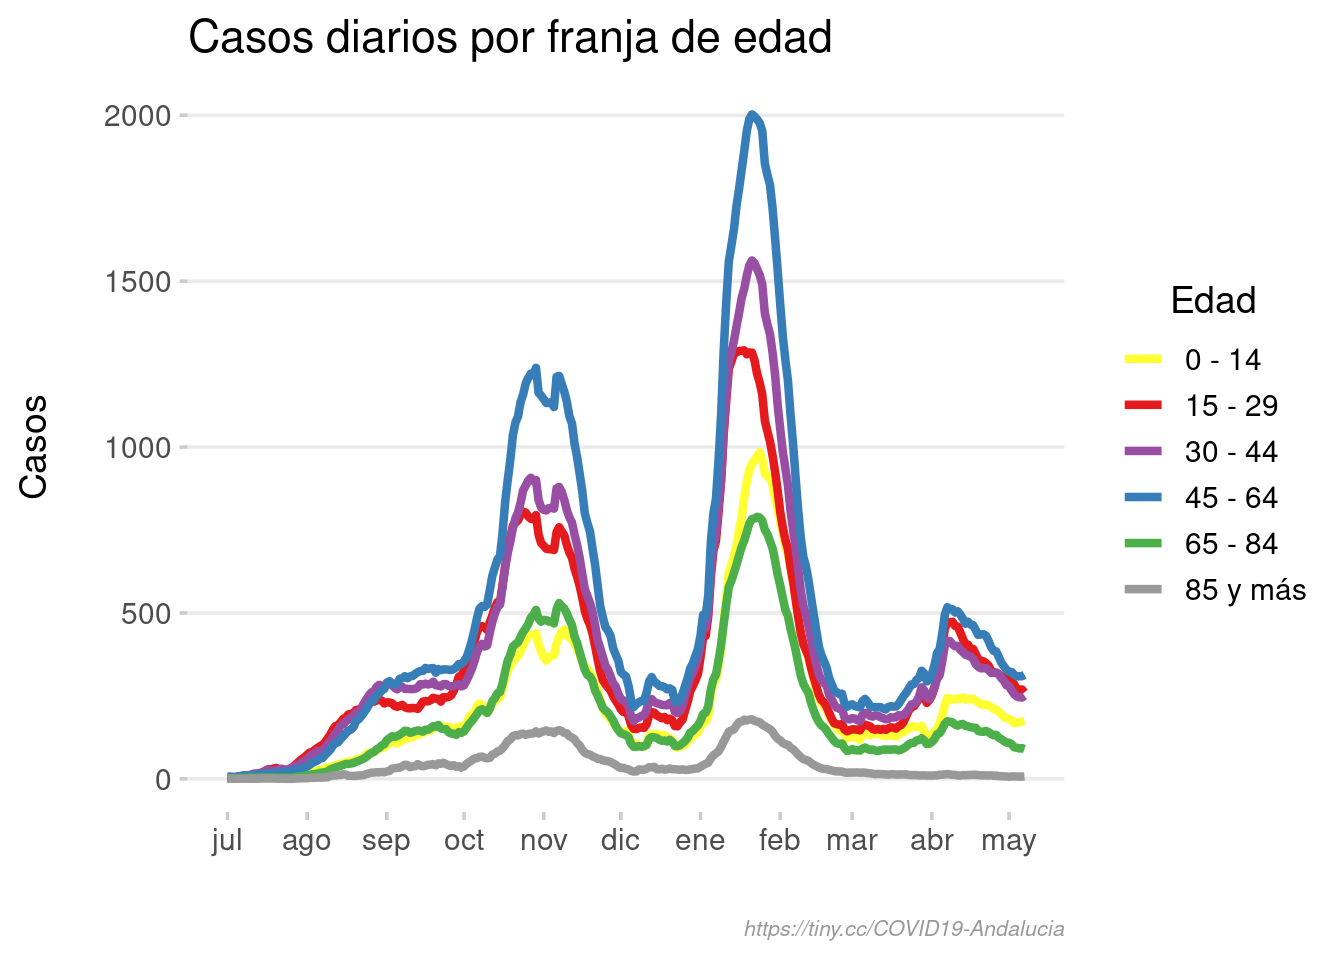 Casos diarios por franja de edad
2000
1500
1000
500
0
Casos
jul ago sep oct nov dic ene feb mar abr may
Edad
0 - 14
15 - 29
30 - 44
45 - 64
65 - 84
85 y más
https://tiny.cc/COVID19-Andalucia